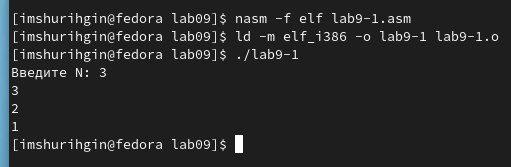 [imshurihgin@fedora lab09]$ nasm -f elf lab9-1.asm
[imshurihgin@fedora lab09]$ ld -m elf_i386 -o lab9-1 lab9-1.o
[imshurihgin@fedora lab09]$ ./lab9-1
Введите N: 3
3
2
1
[imshurihgin@fedora lab09]$